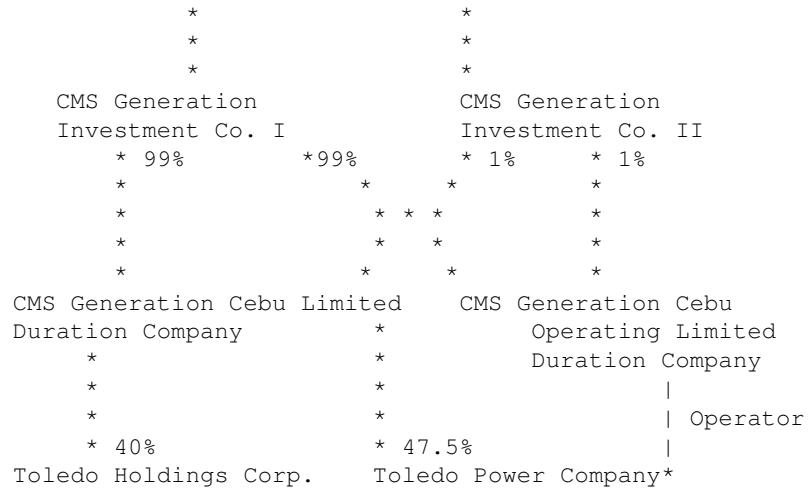 *                     *
*                     *
*                     *
CMS Generation                CMS Generation
Investment Co. I              Investment Co. II
* 99%         *99%        * 1%     * 1%
*                  *      *          *
*                   * * *            *
*                   *   *            *
*                  *      *          *
CMS Generation Cebu Limited    CMS Generation Cebu
Duration Company           *           Operating Limited
*                      *           Duration Company
*                      *                      |
*                      *                      | Operator
* 40%                  * 47.5%                |
Toledo Holdings Corp.    Toledo Power Company*